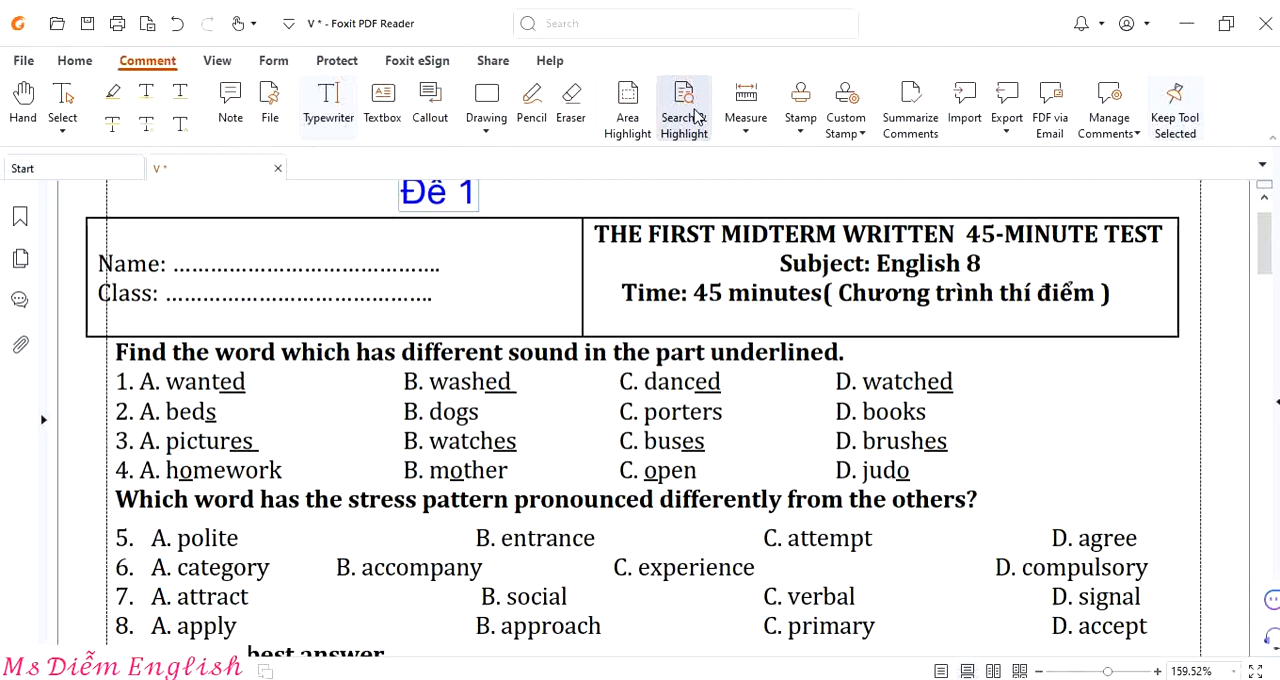 V * - Foxit PDF Reader
Search
File Home Comment View Form Protect Foxit eSign Share Help
Hand Select Note File Typewriter Textbox Callout Drawing Pencil Eraser Area Highlight Search & Highlight Measure Stamp Custom Stamp Summarize Comments Import Export PDF via Email Manage Comments Keep Tool Selected
Start V *
Đề 1
THE FIRST MIDTERM WRITTEN 45-MINUTE TEST
Name: ……………………………………. Subject: English 8
Class: ……………………………………. Time: 45 minutes( Chương trình thí điểm )
Find the word which has different sound in the part underlined.
1. A. wanted B. washed C. danced D. watched
2. A. beds B. dogs C. porters D. books
3. A. pictures B. watches C. buses D. brushes
4. A. homework B. mother C. open D. judo
Which word has the stress pattern pronounced differently from the others?
5. A. polite B. entrance C. attempt D. agree
6. A. category B. accompany C. experience D. compulsory
7. A. attract B. social C. verbal D. signal
8. A. apply B. approach C. primary D. accept
best answer
Ms Diễm English
159.52%